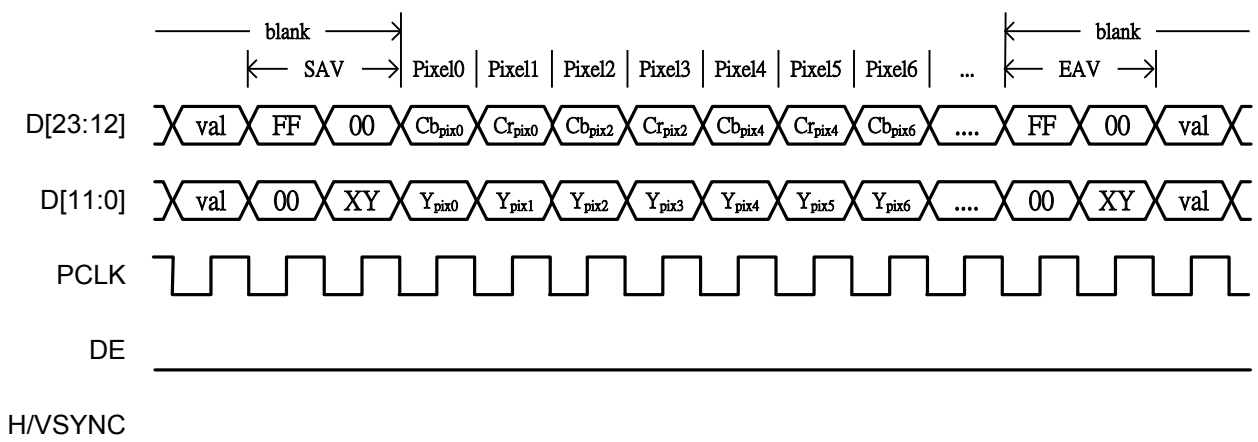 blank blank
SAV Pixel0 Pixel1 Pixel2 Pixel3 Pixel4 Pixel5 Pixel6 ... EAV
D[23:12] val FF 00 Cbpix0 Crpix0 Cbpix2 Crpix2 Cbpix4 Crpix4 Cbpix6 .... FF 00 val
D[11:0] val 00 XY Ypix0 Ypix1 Ypix2 Ypix3 Ypix4 Ypix5 Ypix6 .... 00 XY val
PCLK
DE
H/VSYNC